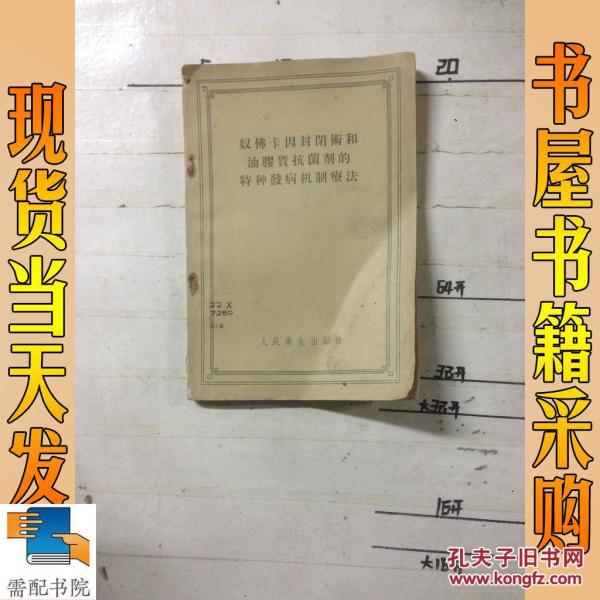 现货当天发
书屋书籍采购
20
奴佛卡因封閉術和
油膠質抗菌剂的
特种發病机制療法
22 X
7250
C-2
人民衛生出版社
64开
32开
大32开
16开
需配书院
孔夫子旧书网
www.kongfz.com